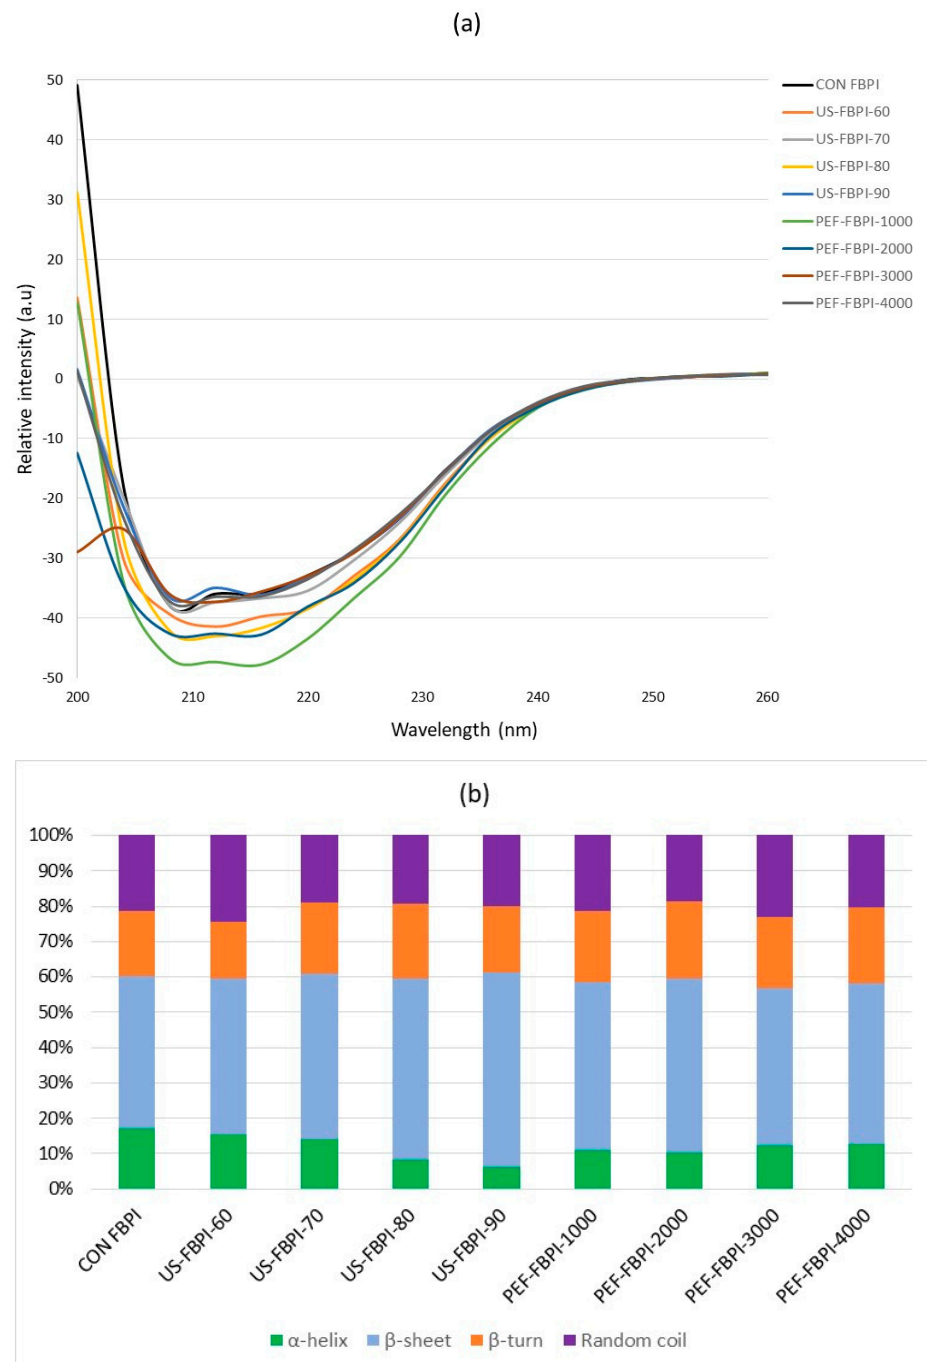 (a)
50
40
30
20
10
0
-10
-20
-30
-40
-50
Relative intensity (a.u)
200 210 220 230 240 250 260
Wavelength (nm)
CON FBPI
US-FBPI-60
US-FBPI-70
US-FBPI-80
US-FBPI-90
PEF-FBPI-1000
PEF-FBPI-2000
PEF-FBPI-3000
PEF-FBPI-4000
(b)
100%
90%
80%
70%
60%
50%
40%
30%
20%
10%
0%
CON FBPI
US-FBPI-60
US-FBPI-70
US-FBPI-80
US-FBPI-90
PEF-FBPI-1000
PEF-FBPI-2000
PEF-FBPI-3000
PEF-FBPI-4000
α-helix β-sheet β-turn Random coil